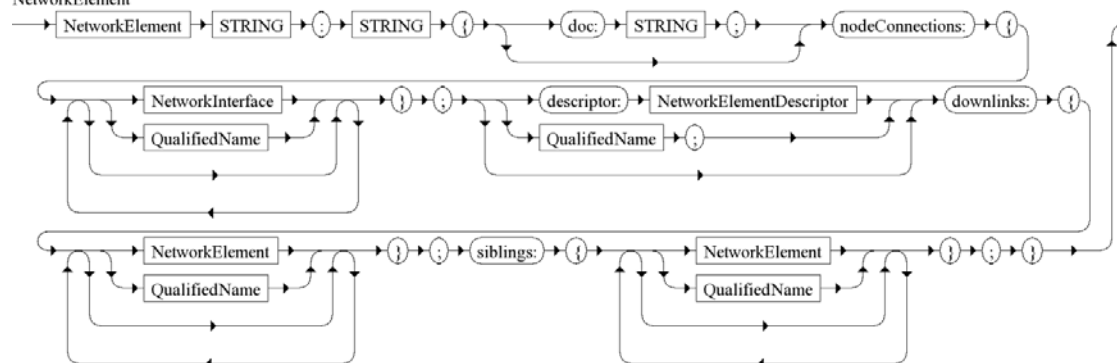 NetworkElement
NetworkElement STRING : STRING { doc: STRING ; nodeConnections: {
NetworkInterface } ; descriptor: NetworkElementDescriptor downlinks: {
QualifiedName QualifiedName ;
NetworkElement } ; siblings: { NetworkElement } ; }
QualifiedName QualifiedName